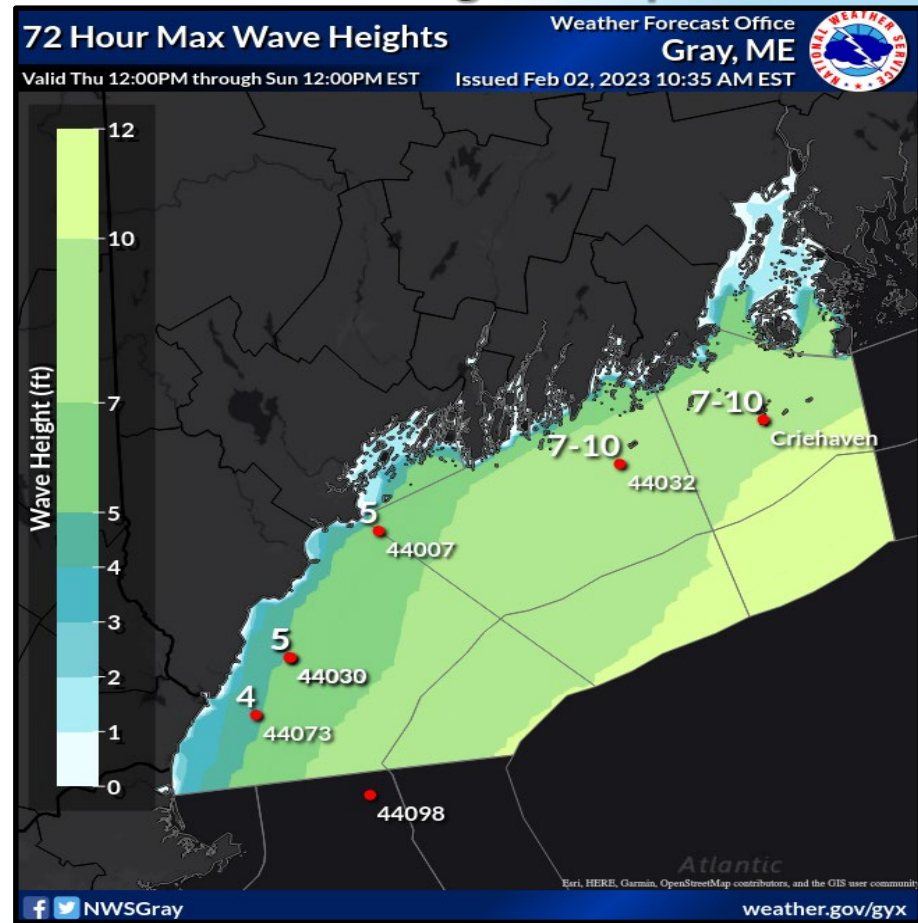 72 Hour Max Wave Heights
Weather Forecast Office
Gray, ME
Valid Thu 12:00PM through Sun 12:00PM EST
Issued Feb 02, 2023 10:35 AM EST
NATIONAL WEATHER SERVICE
Wave Height (ft)
12
10
7
5
4
3
2
1
0
7-10
Criehaven
7-10
44032
5
44007
5
44030
4
44073
44098
Atlantic
Esri, HERE, Garmin, OpenStreetMap contributors, and the GIS user community
NWSGray
weather.gov/gyx